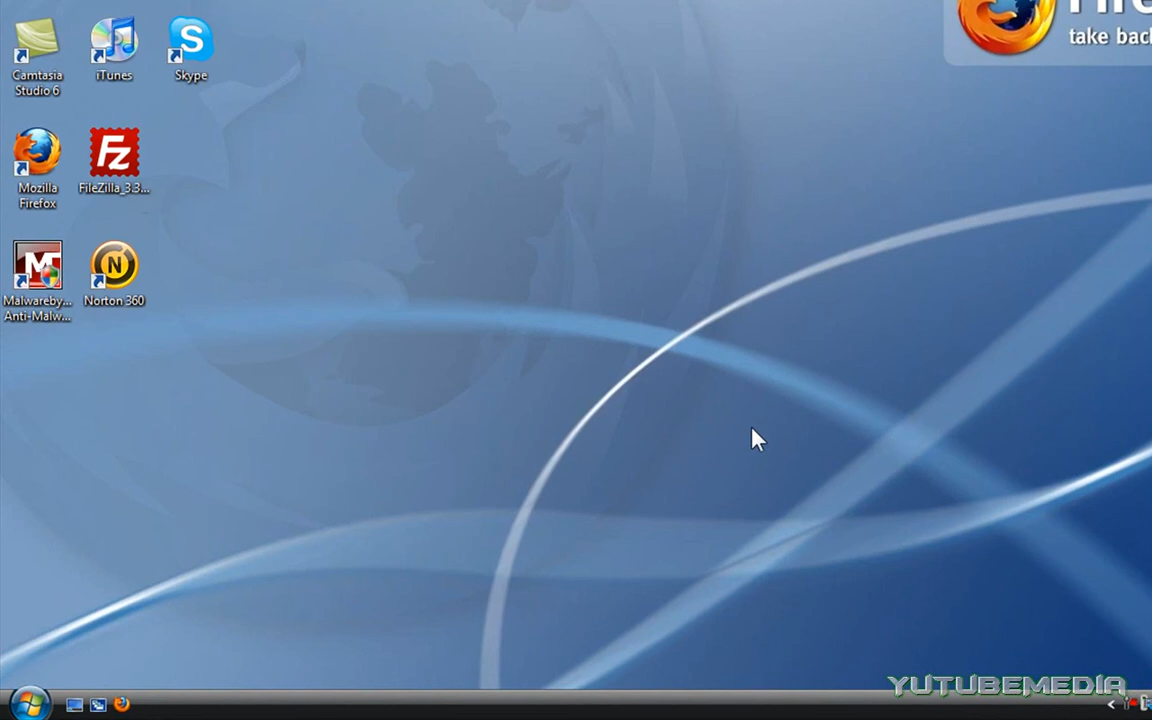 Camtasia
Studio 6
iTunes
Skype
Mozilla
Firefox
FileZilla_3.3...
Malwareby...
Anti-Malw...
Norton 360
take bac
YUTUBEMEDIA